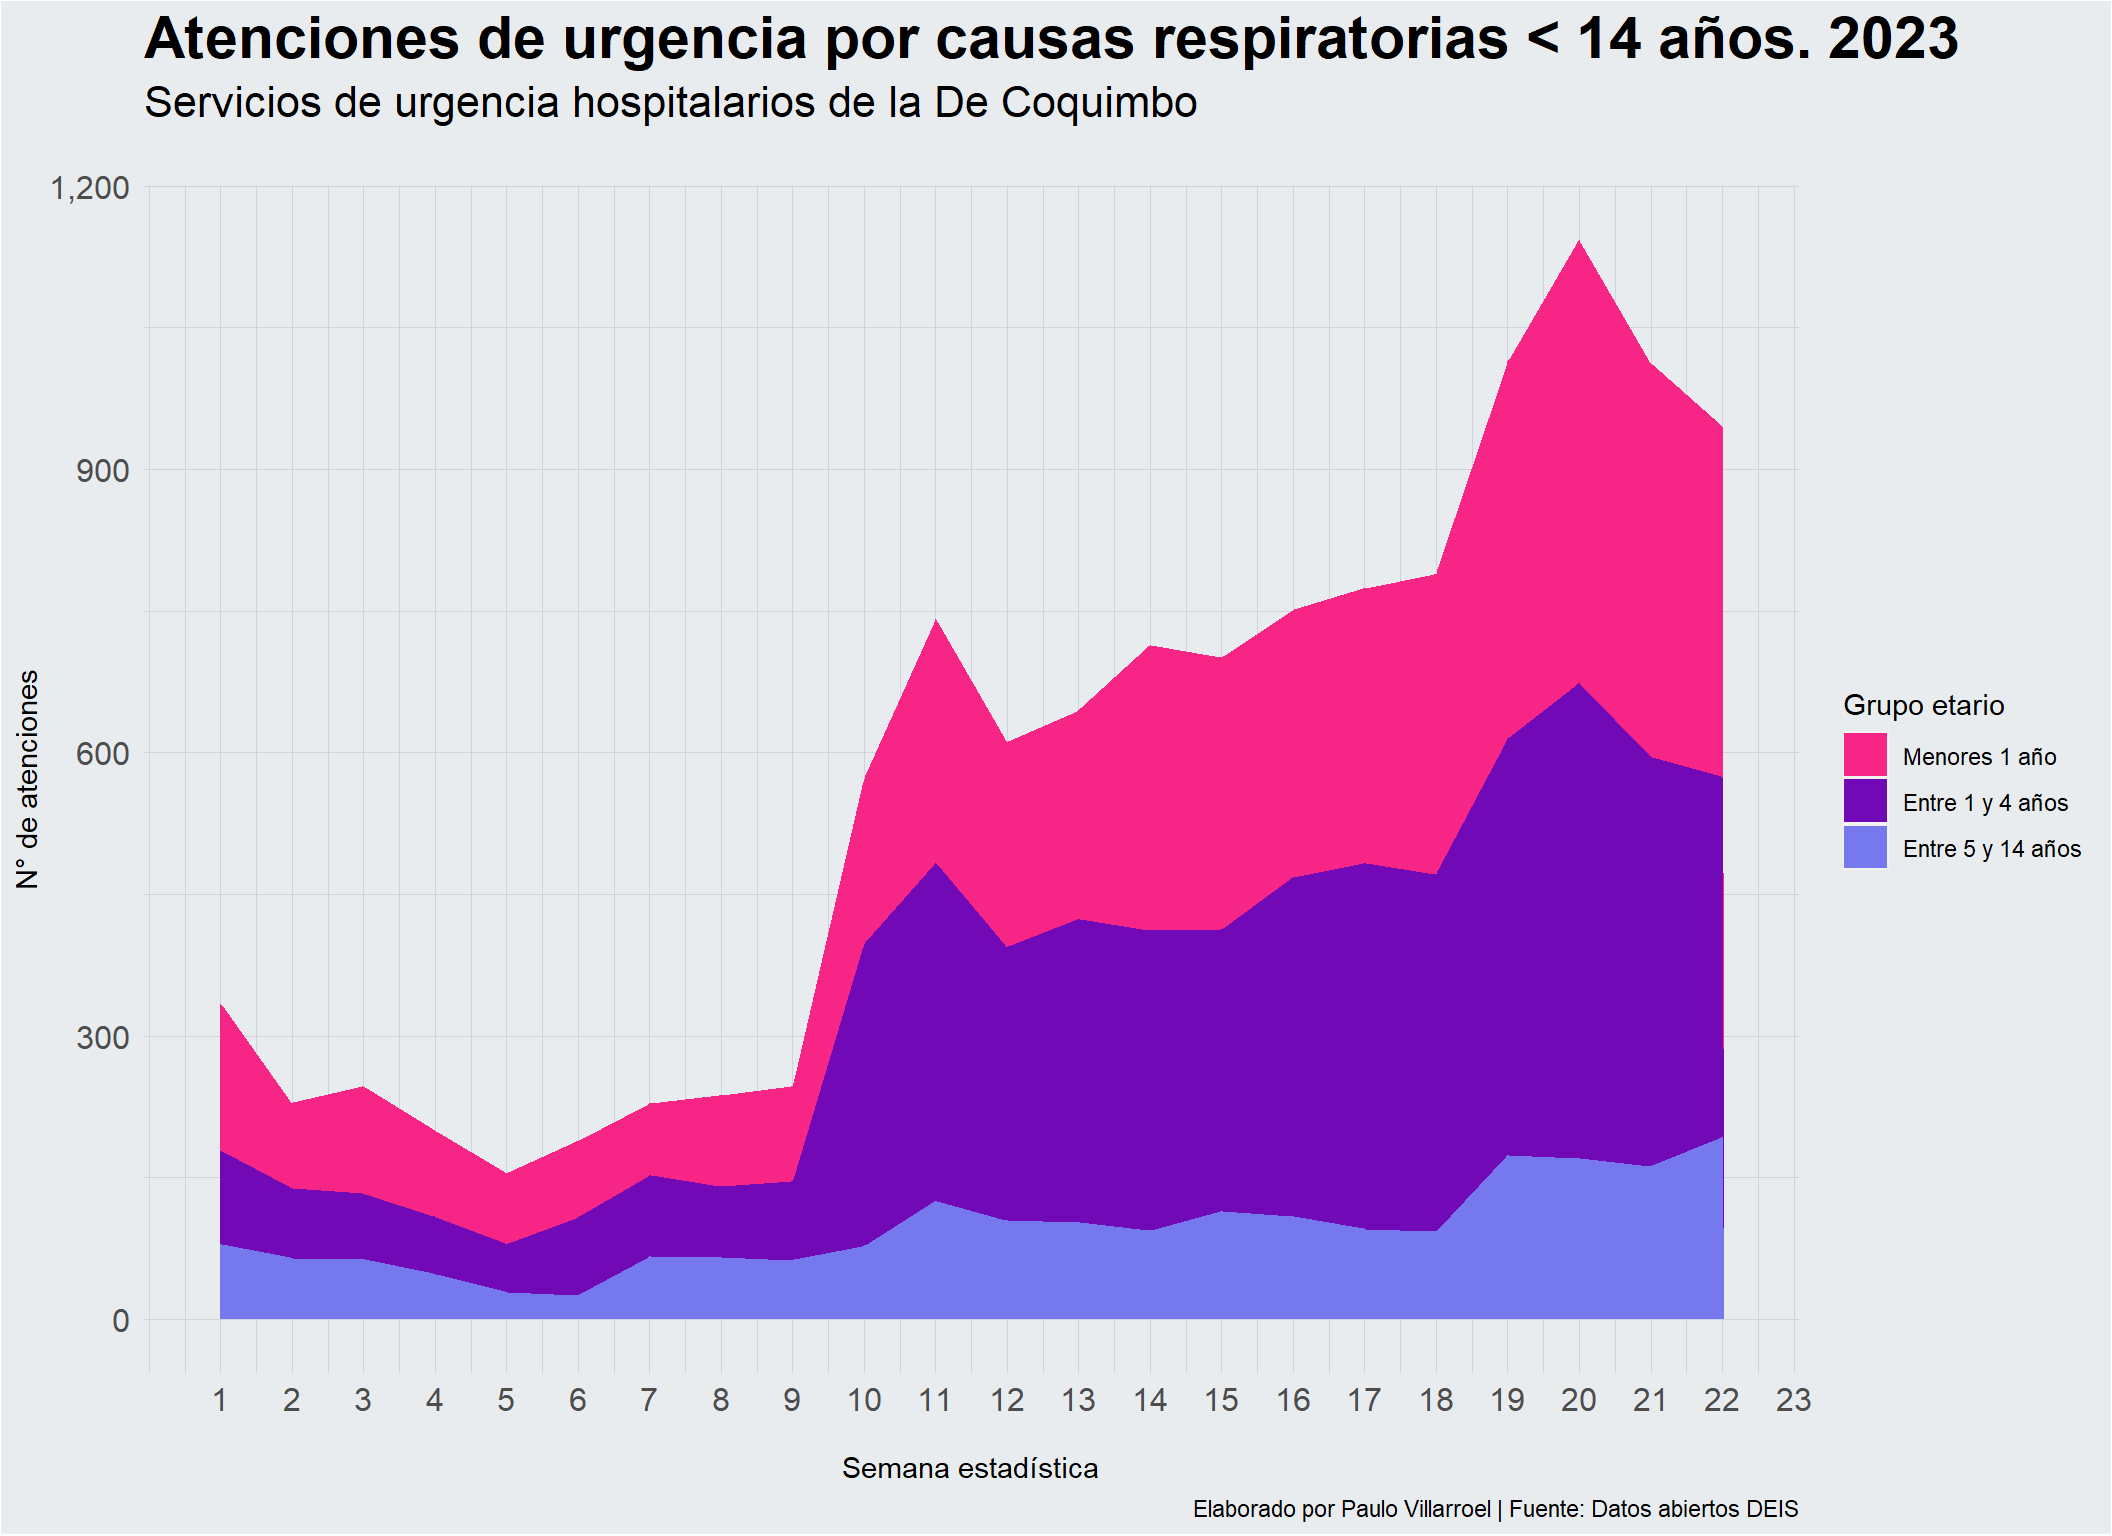 Atenciones de urgencia por causas respiratorias < 14 años. 2023
Servicios de urgencia hospitalarios de la De Coquimbo
1,200
900
600
300
0
N° de atenciones
1 2 3 4 5 6 7 8 9 10 11 12 13 14 15 16 17 18 19 20 21 22 23
Semana estadística
Grupo etario
Menores 1 año
Entre 1 y 4 años
Entre 5 y 14 años
Elaborado por Paulo Villarroel | Fuente: Datos abiertos DEIS